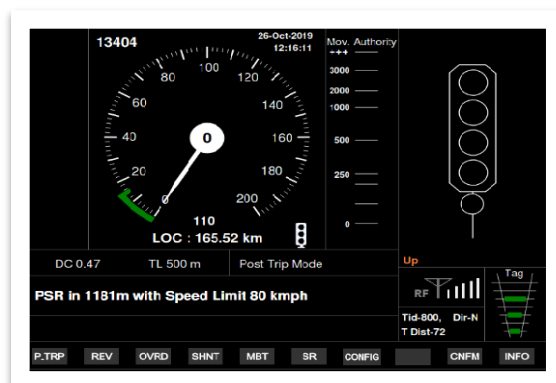 13404
26-Oct-2019
12:16:11
Mov. Authority
+++
3000
2000
1000
500
250
0
0
20
40
60
80
100
120
140
160
180
200
0
110
LOC : 165.52 km
DC 0.47
TL 500 m
Post Trip Mode
Up
PSR in 1181m with Speed Limit 80 kmph
RF
Tag
Tid-800, Dir-N
T Dist-72
P.TRP REV OVRD SHNT MBT SR CONFIG CNFM INFO